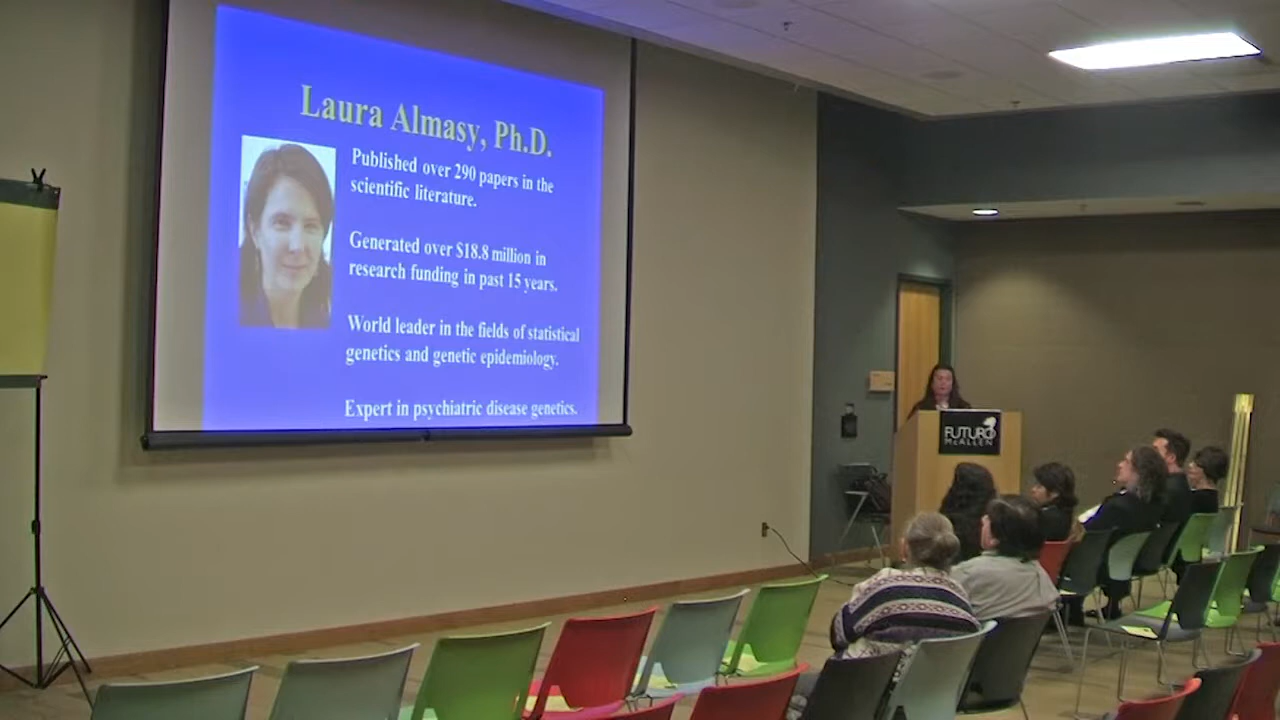 Laura Almasy, Ph.D.
Published over 290 papers in the
scientific literature.
Generated over $18.8 million in
research funding in past 15 years.
World leader in the fields of statistical
genetics and genetic epidemiology.
Expert in psychiatric disease genetics.
FUTURO
McALLEN